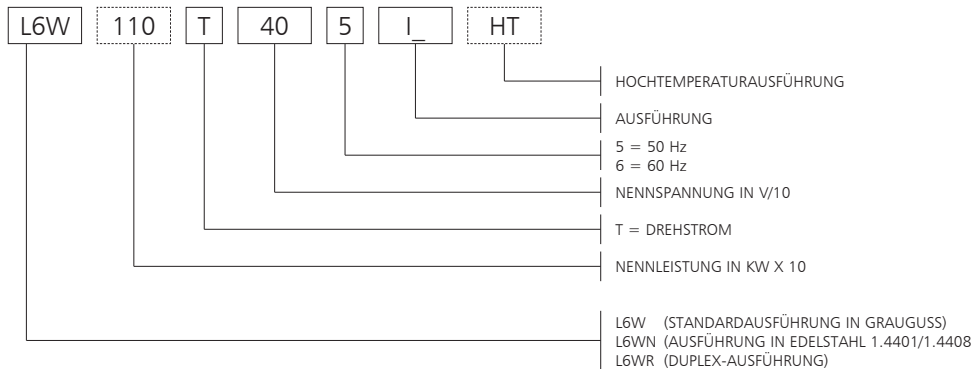 L6W 110 T 40 5 I_ HT
HOCHTEMPERATURAUSFÜHRUNG
AUSFÜHRUNG
5 = 50 Hz
6 = 60 Hz
NENNSPANNUNG IN V/10
T = DREHSTROM
NENNLEISTUNG IN KW X 10
L6W (STANDARDAUSFÜHRUNG IN GRAUGUSS)
L6WN (AUSFÜHRUNG IN EDELSTAHL 1.4401/1.4408
L6WR (DUPLEX-AUSFÜHRUNG)